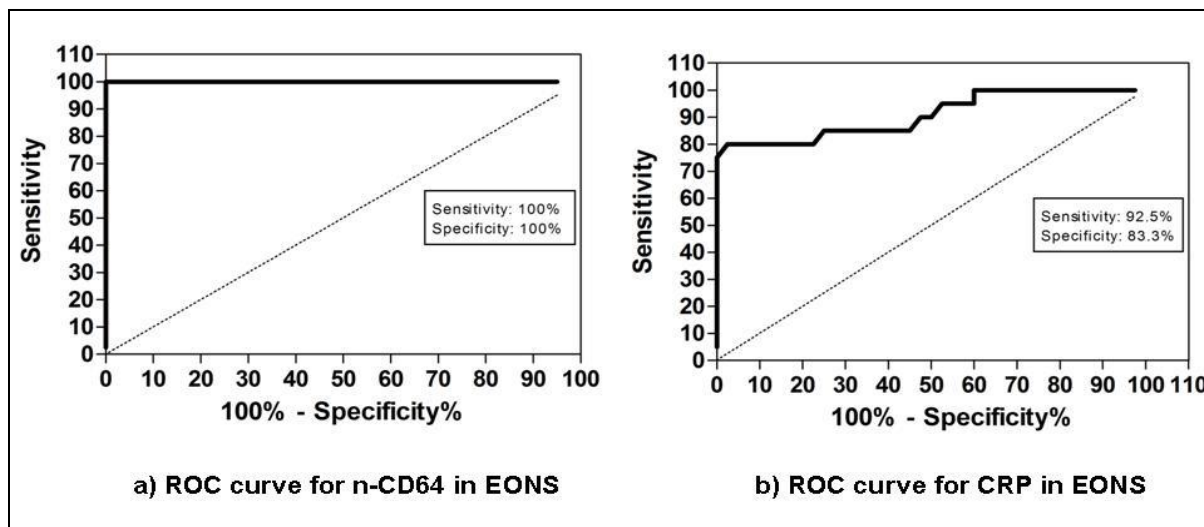 110
100
90
80
70
60
50
40
30
20
10
0
Sensitivity
Sensitivity: 100%
Specificity: 100%
0 10 20 30 40 50 60 70 80 90 100
100% - Specificity%
a) ROC curve for n-CD64 in EONS
110
100
90
80
70
60
50
40
30
20
10
0
Sensitivity
Sensitivity: 92.5%
Specificity: 83.3%
0 10 20 30 40 50 60 70 80 90 100 110
100% - Specificity%
b) ROC curve for CRP in EONS